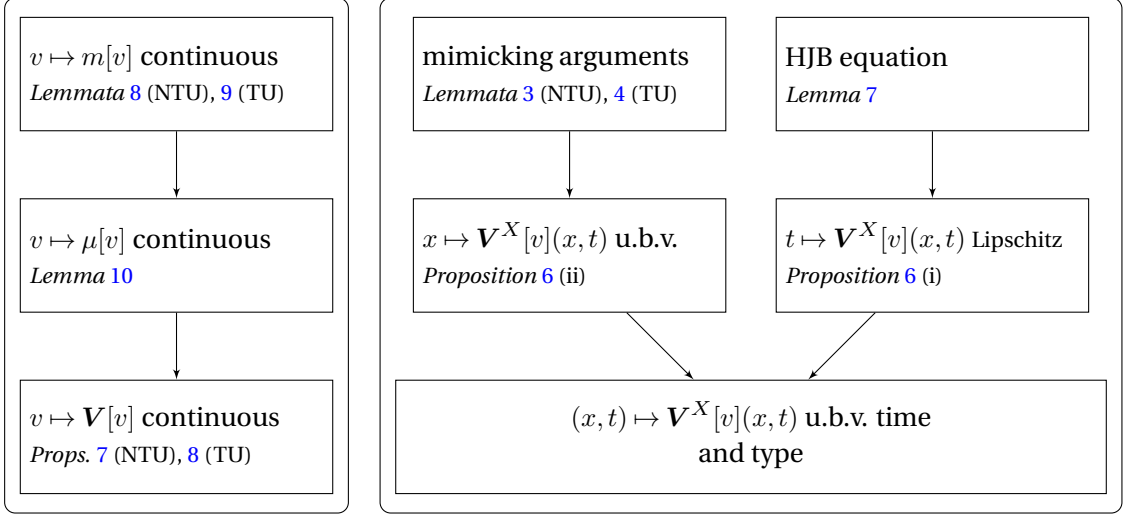 v ↦ m[v] continuous
Lemmata 8 (NTU), 9 (TU)
v ↦ μ[v] continuous
Lemma 10
v ↦ V[v] continuous
Props. 7 (NTU), 8 (TU)
mimicking arguments
Lemmata 3 (NTU), 4 (TU)
HJB equation
Lemma 7
x ↦ V^X[v](x, t) u.b.v.
Proposition 6 (ii)
t ↦ V^X[v](x, t) Lipschitz
Proposition 6 (i)
(x, t) ↦ V^X[v](x, t) u.b.v. time
and type